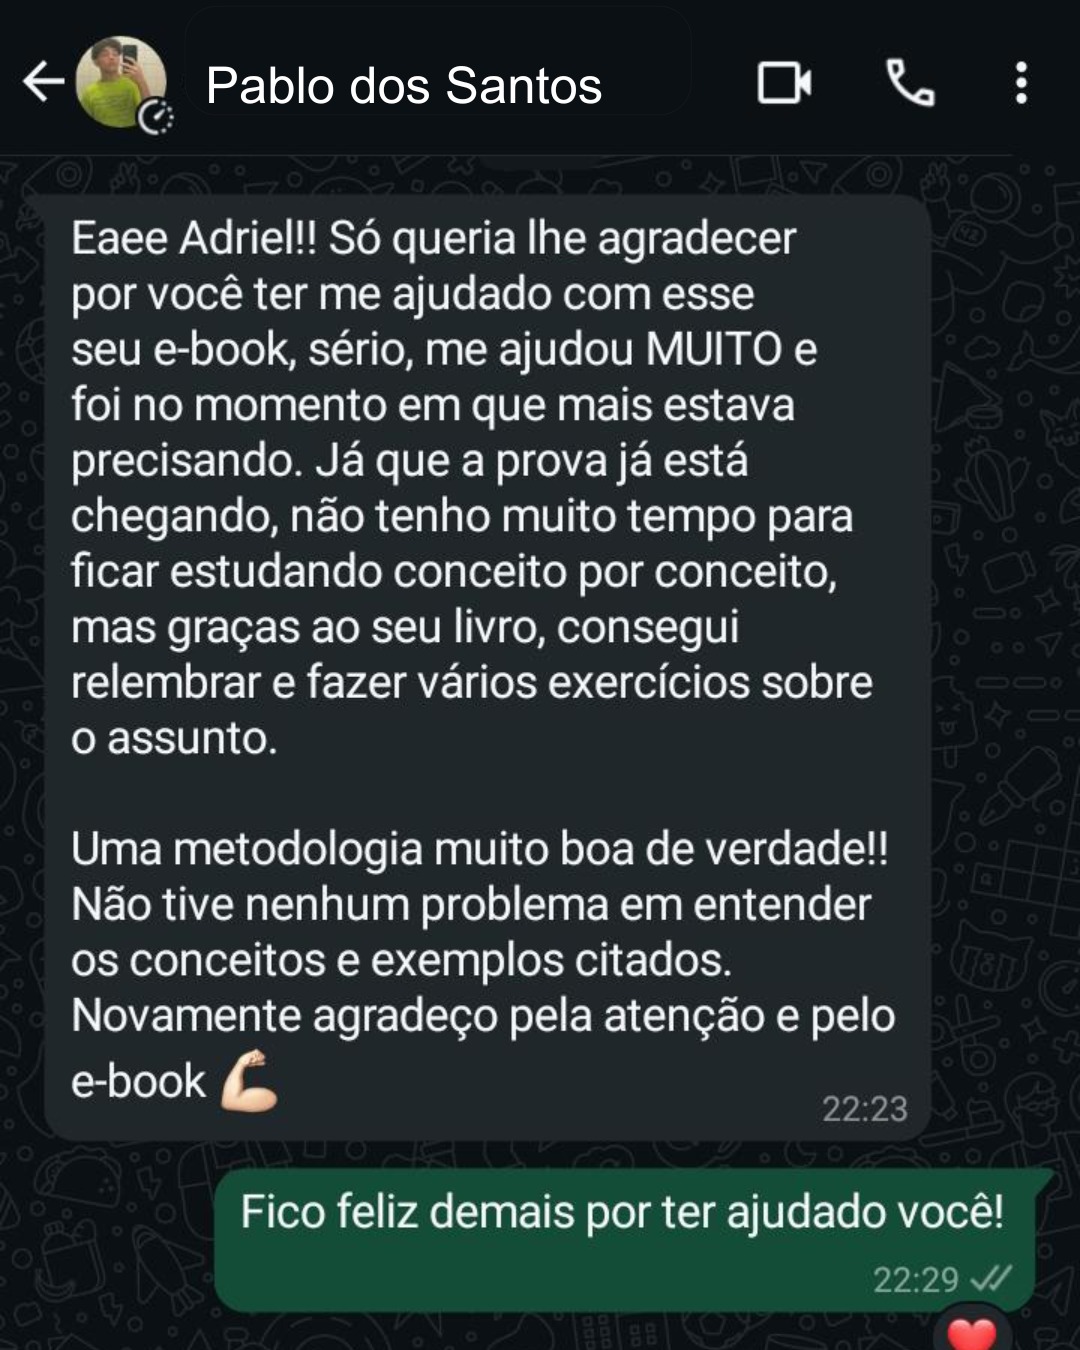 Pablo dos Santos
Eaee Adriel!! Só queria lhe agradecer
por você ter me ajudado com esse
seu e-book, sério, me ajudou MUITO e
foi no momento em que mais estava
precisando. Já que a prova já está
chegando, não tenho muito tempo para
ficar estudando conceito por conceito,
mas graças ao seu livro, consegui
relembrar e fazer vários exercícios sobre
o assunto.
Uma metodologia muito boa de verdade!!
Não tive nenhum problema em entender
os conceitos e exemplos citados.
Novamente agradeço pela atenção e pelo
e-book 💪🏻
22:23
Fico feliz demais por ter ajudado você!
22:29